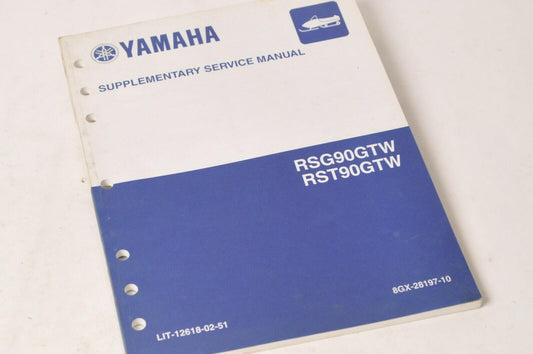 YAMAHA
SUPPLEMENTARY SERVICE MANUAL
RSG90GTW
RST90GTW
LIT-12618-02-51
8GX-28197-10